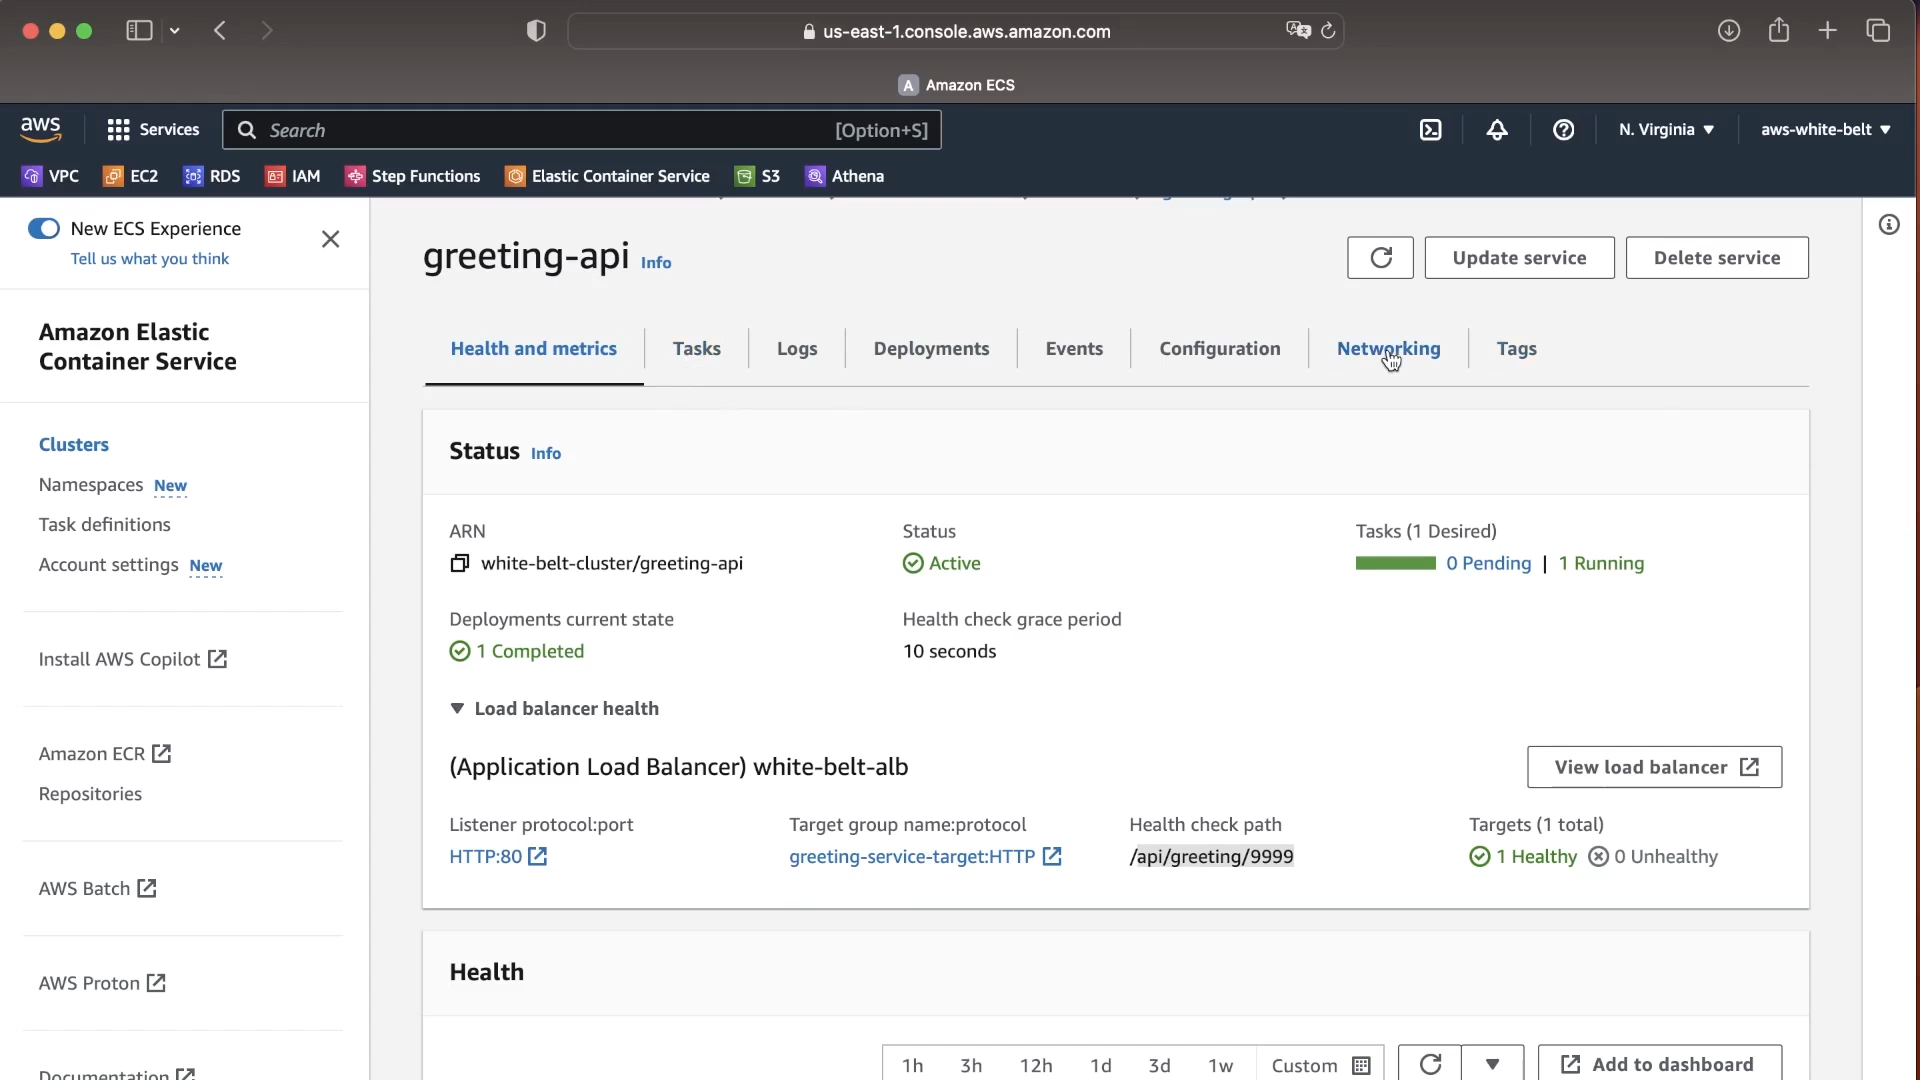 us-east-1.console.aws.amazon.com
A Amazon ECS
aws Services Search [Option+S] N. Virginia ▼ aws-white-belt ▼
VPC EC2 RDS IAM Step Functions Elastic Container Service S3 Athena
New ECS Experience
Tell us what you think
Amazon Elastic
Container Service
Clusters
Namespaces New
Task definitions
Account settings New
Install AWS Copilot
Amazon ECR
Repositories
AWS Batch
AWS Proton
Documentation
greeting-api Info
Update service
Delete service
Health and metrics Tasks Logs Deployments Events Configuration Networking Tags
Status Info
ARN
white-belt-cluster/greeting-api
Status
Active
Tasks (1 Desired)
0 Pending | 1 Running
Deployments current state
1 Completed
Health check grace period
10 seconds
▼ Load balancer health
(Application Load Balancer) white-belt-alb
View load balancer
Listener protocol:port
HTTP:80
Target group name:protocol
greeting-service-target:HTTP
Health check path
/api/greeting/9999
Targets (1 total)
1 Healthy 0 Unhealthy
Health
1h 3h 12h 1d 3d 1w Custom
Add to dashboard